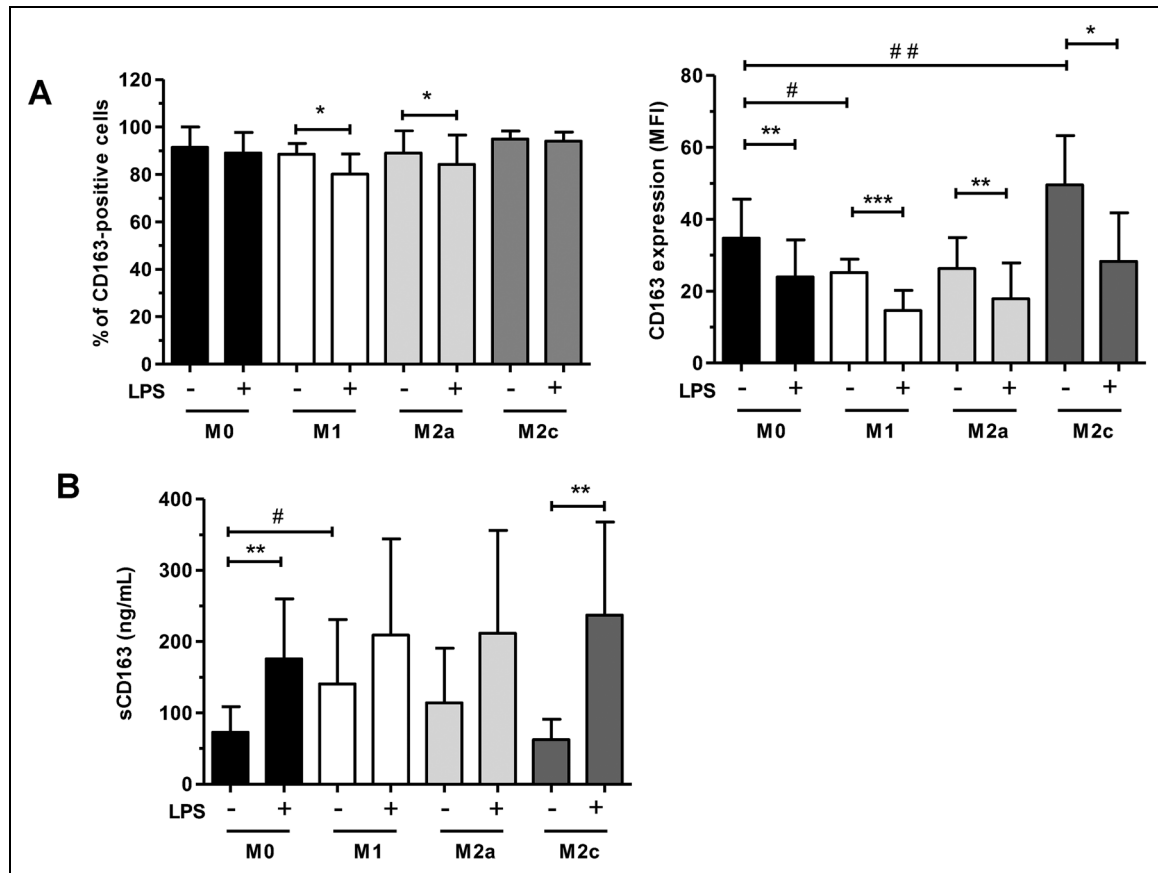 A
% of CD163-positive cells
120
100
80
60
40
20
0
* *
LPS - + - + - + - +
M0 M1 M2a M2c
CD163 expression (MFI)
80
60
40
20
0
*
# #
#
**
***
**
LPS - + - + - + - +
M0 M1 M2a M2c
B
sCD163 (ng/mL)
400
300
200
100
0
**
#
**
LPS - + - + - + - +
M0 M1 M2a M2c